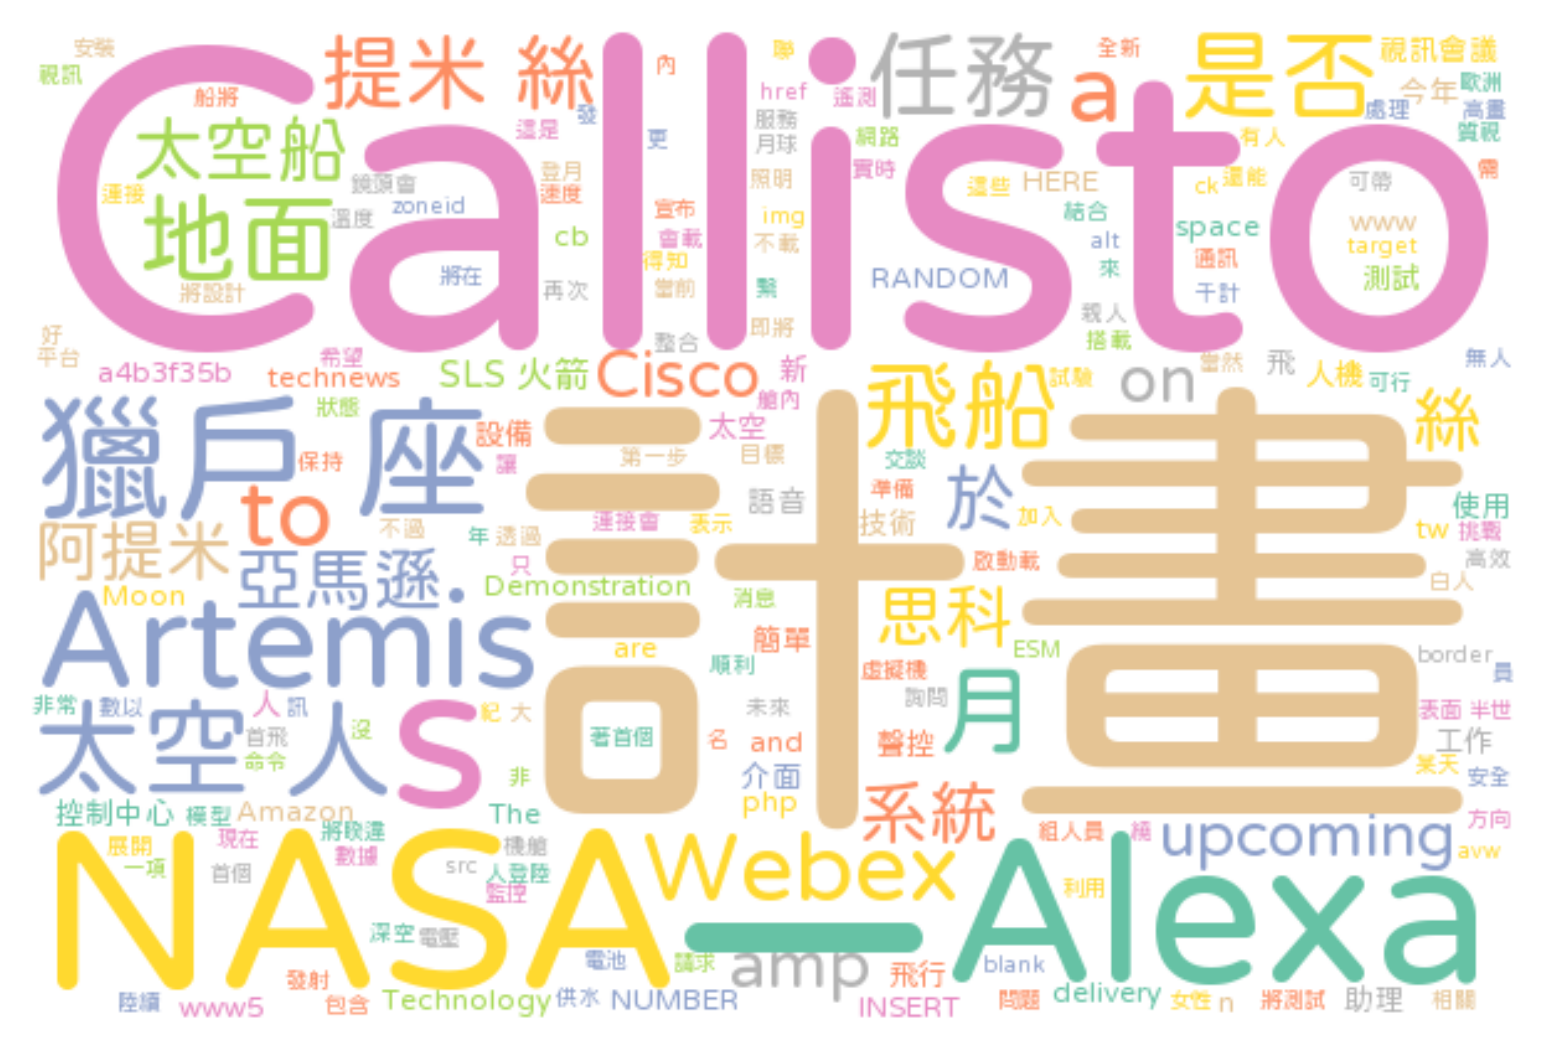 安裝
視訊
船將
提米 絲
內
聯
href
遙測
任務
全新
a
是否
視訊會議
今年
歐洲
處理
高畫
質視
需
Callisto
太空船
這是
發
更
服務
月球
網路
實時
有人
連接
鏡頭會
溫度
zoneid
登月
速度
照明
這些
HERE
ck
還能
可帶
地面
宣布
img
結合
www
target
cb
會載
不載
alt
space
得知
來
通訊
測試
將設計
將在
再次
當前
繫
RANDOM
干計
好
平台
整合
即將
親人
搭載
a4b3f35b
希望
technews
SLS 火箭
Cisco
新
飛船
試驗
on
當然
飛
人機
可行
無人
狀態
艙內
絲
獵戶 座
保持
設備
讓
計畫
太空
第一步
目標
交談
語音
準備
於
加入
使用
to
不過
年
透過
連接會
表示
技術
tw
挑戰
阿提米
亞馬遜
只
啟動載
高效
白人
Moon
Demonstration
消息
思科
Artemis
are
簡單
順利
ESM
虛擬機
詢問
border
員
非常
數以
人
訊
紀
大
未來
月
表面
半世
太空 人
首飛
命令
沒
s
著首個
名
and
聲控
工作
非
介面
php
業天
安全
控制中心
模型
Amazon
The
系統
組人員
繞
upcoming
方向
avw
展開
一項
現在
將睽違
數據
首個
src
機艙
人登陸
監控
NASA
Webex
一
Alexa
利用
深空
電壓
電池
請求
amp
飛行
blank
發射
陸續
www5
包含
Technology
供水
NUMBER
INSERT
問題
delivery
女性
n
將測試
助理
相關